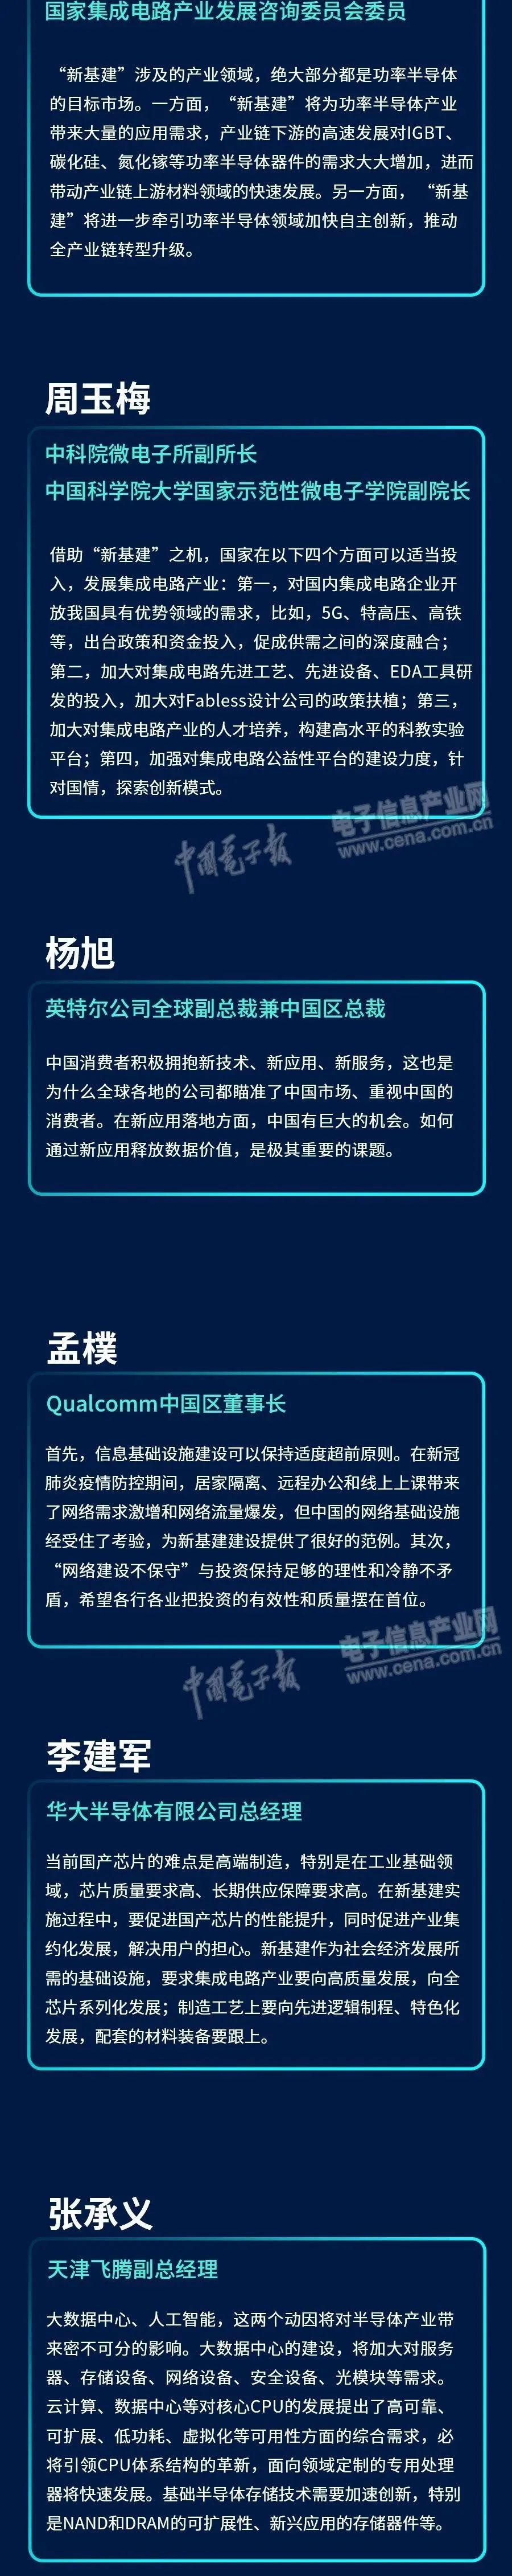 国家集成电路产业发展咨询委员会委员
“新基建”涉及的产业领域，绝大部分都是功率半导体
的目标市场。一方面，“新基建”将为功率半导体产业
带来大量的应用需求，产业链下游的高速发展对IGBT、
碳化硅、氮化镓等功率半导体器件的需求大大增加，进而
带动产业链上游材料领域的快速发展。另一方面，“新基
建”将进一步牵引功率半导体领域加快自主创新，推动
全产业链转型升级。
周玉梅
中科院微电子所副所长
中国科学院大学国家示范性微电子学院副院长
借助“新基建”之机，国家在以下四个方面可以适当投
入，发展集成电路产业：第一，对国内集成电路企业开
放我国具有优势领域的需求，比如，5G、特高压、高铁
等，出台政策和资金投入，促成供需之间的深度融合；
第二，加大对集成电路先进工艺、先进设备、EDA工具研
发的投入，加大对Fabless设计公司的政策扶植；第三，
加大对集成电路产业的人才培养，构建高水平的科教实验
平台；第四，加强对集成电路公益性平台的建设力度，针
对国情，探索创新模式。
中国电子报
电子信息产业网
www.cena.com.cn
杨旭
英特尔公司全球副总裁兼中国区总裁
中国消费者积极拥抱新技术、新应用、新服务，这也是
为什么全球各地的公司都瞄准了中国市场、重视中国的
消费者。在新应用落地方面，中国有巨大的机会。如何
通过新应用释放数据价值，是极其重要的课题。
孟樸
Qualcomm中国区董事长
首先，信息基础设施建设可以保持适度超前原则。在新冠
肺炎疫情防控期间，居家隔离、远程办公和线上上课带来
了网络需求激增和网络流量爆发，但中国的网络基础设施
经受住了考验，为新基建建设提供了很好的范例。其次，
“网络建设不保守”与投资保持足够的理性和冷静不矛
盾，希望各行各业把投资的有效性和质量摆在首位。
中国电子报
电子信息产业网
www.cena.com.cn
李建军
华大半导体有限公司总经理
当前国产芯片的难点是高端制造，特别是在工业基础领
域，芯片质量要求高、长期供应保障要求高。在新基建实
施过程中，要促进国产芯片的性能提升，同时促进产业集
约化发展，解决用户的担心。新基建作为社会经济发展所
需的基础设施，要求集成电路产业要向高质量发展，向全
芯片系列化发展；制造工艺上要向先进逻辑制程、特色化
发展，配套的材料装备要跟上。
张承义
天津飞腾副总经理
大数据中心、人工智能，这两个动因将对半导体产业带
来密不可分的影响。大数据中心的建设，将加大对服务
器、存储设备、网络设备、安全设备、光模块等需求。
云计算、数据中心等对核心CPU的发展提出了高可靠、
可扩展、低功耗、虚拟化等可用性方面的综合需求，必
将引领CPU体系结构的革新，面向领域定制的专用处理
器将快速发展。基础半导体存储技术需要加速创新，特别
是NAND和DRAM的可扩展性、新兴应用的存储器件等。